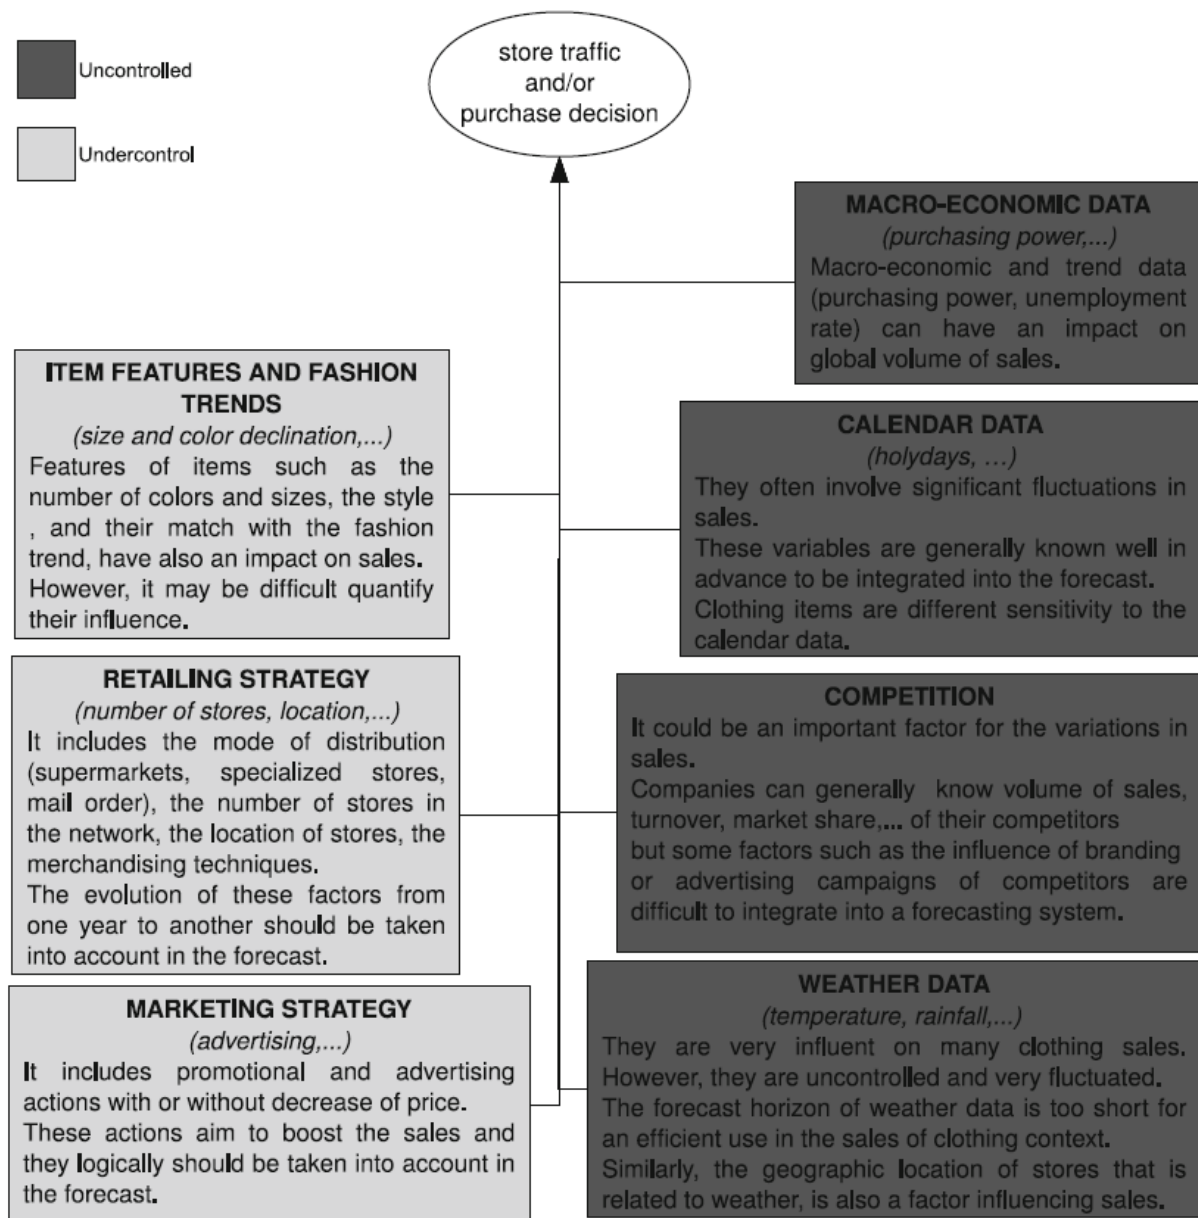 Uncontrolled
Undercontrol
store traffic
and/or
purchase decision
MACRO-ECONOMIC DATA
(purchasing power,...)
Macro-economic and trend data
(purchasing power, unemployment
rate) can have an impact on
global volume of sales.
ITEM FEATURES AND FASHION
TRENDS
(size and color declination,...)
Features of items such as the
number of colors and sizes, the style
, and their match with the fashion
trend, have also an impact on sales.
However, it may be difficult quantify
their influence.
CALENDAR DATA
(holydays, ...)
They often involve significant fluctuations in
sales.
These variables are generally known well in
advance to be integrated into the forecast.
Clothing items are different sensitivity to the
calendar data.
RETAILING STRATEGY
(number of stores, location,...)
It includes the mode of distribution
(supermarkets, specialized stores,
mail order), the number of stores in
the network, the location of stores, the
merchandising techniques.
The evolution of these factors from
one year to another should be taken
into account in the forecast.
COMPETITION
It could be an important factor for the variations in
sales.
Companies can generally know volume of sales,
turnover, market share,... of their competitors
but some factors such as the influence of branding
or advertising campaigns of competitors are
difficult to integrate into a forecasting system.
MARKETING STRATEGY
(advertising,...)
It includes promotional and advertising
actions with or without decrease of price.
These actions aim to boost the sales and
they logically should be taken into account in
the forecast.
WEATHER DATA
(temperature, rainfall,...)
They are very influent on many clothing sales.
However, they are uncontrolled and very fluctuated.
The forecast horizon of weather data is too short for
an efficient use in the sales of clothing context.
Similarly, the geographic location of stores that is
related to weather, is also a factor influencing sales.